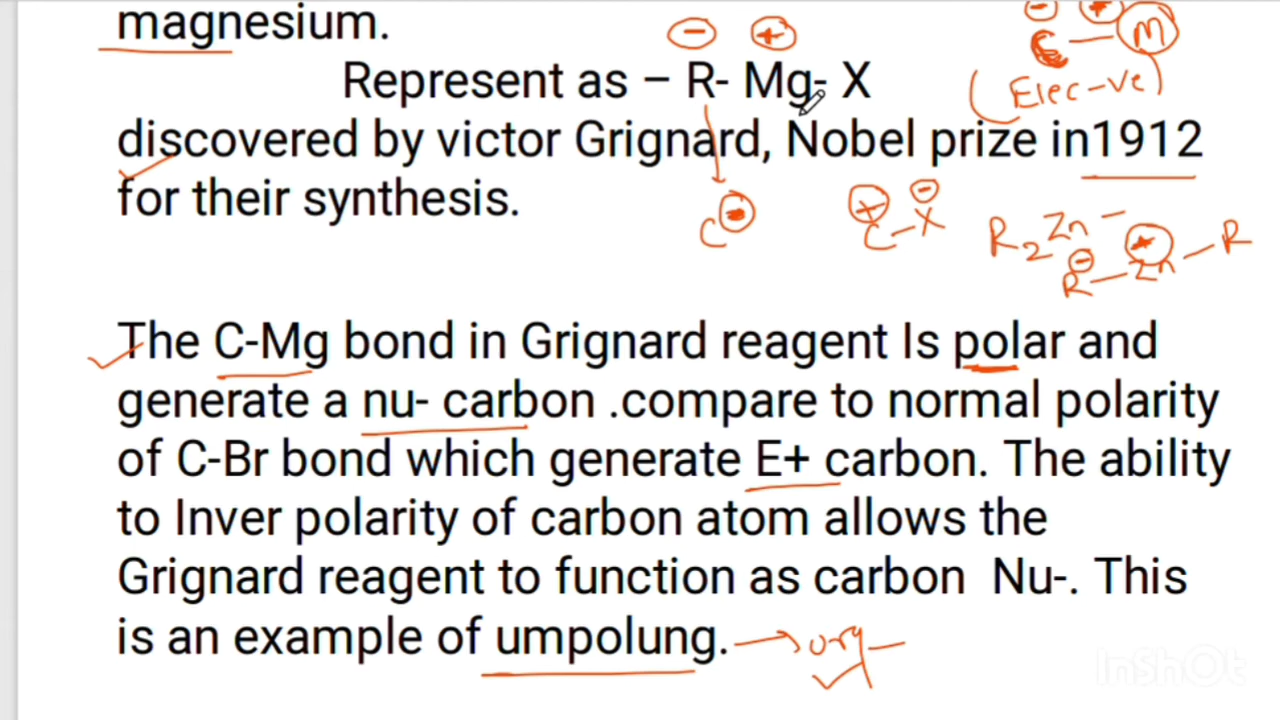 magnesium.
⊖ ⊕
⊖ ⊕
C — M
Represent as – R- Mg- X
(Elec-ve)
discovered by victor Grignard, Nobel prize in1912
for their synthesis.
C⊖
⊕ ⊖
C-X
R2Zn –
⊖ ⊕
R — Zn — R
The C-Mg bond in Grignard reagent Is polar and
generate a nu- carbon .compare to normal polarity
of C-Br bond which generate E+ carbon. The ability
to Inver polarity of carbon atom allows the
Grignard reagent to function as carbon Nu-. This
is an example of umpolung. → org
InShOt